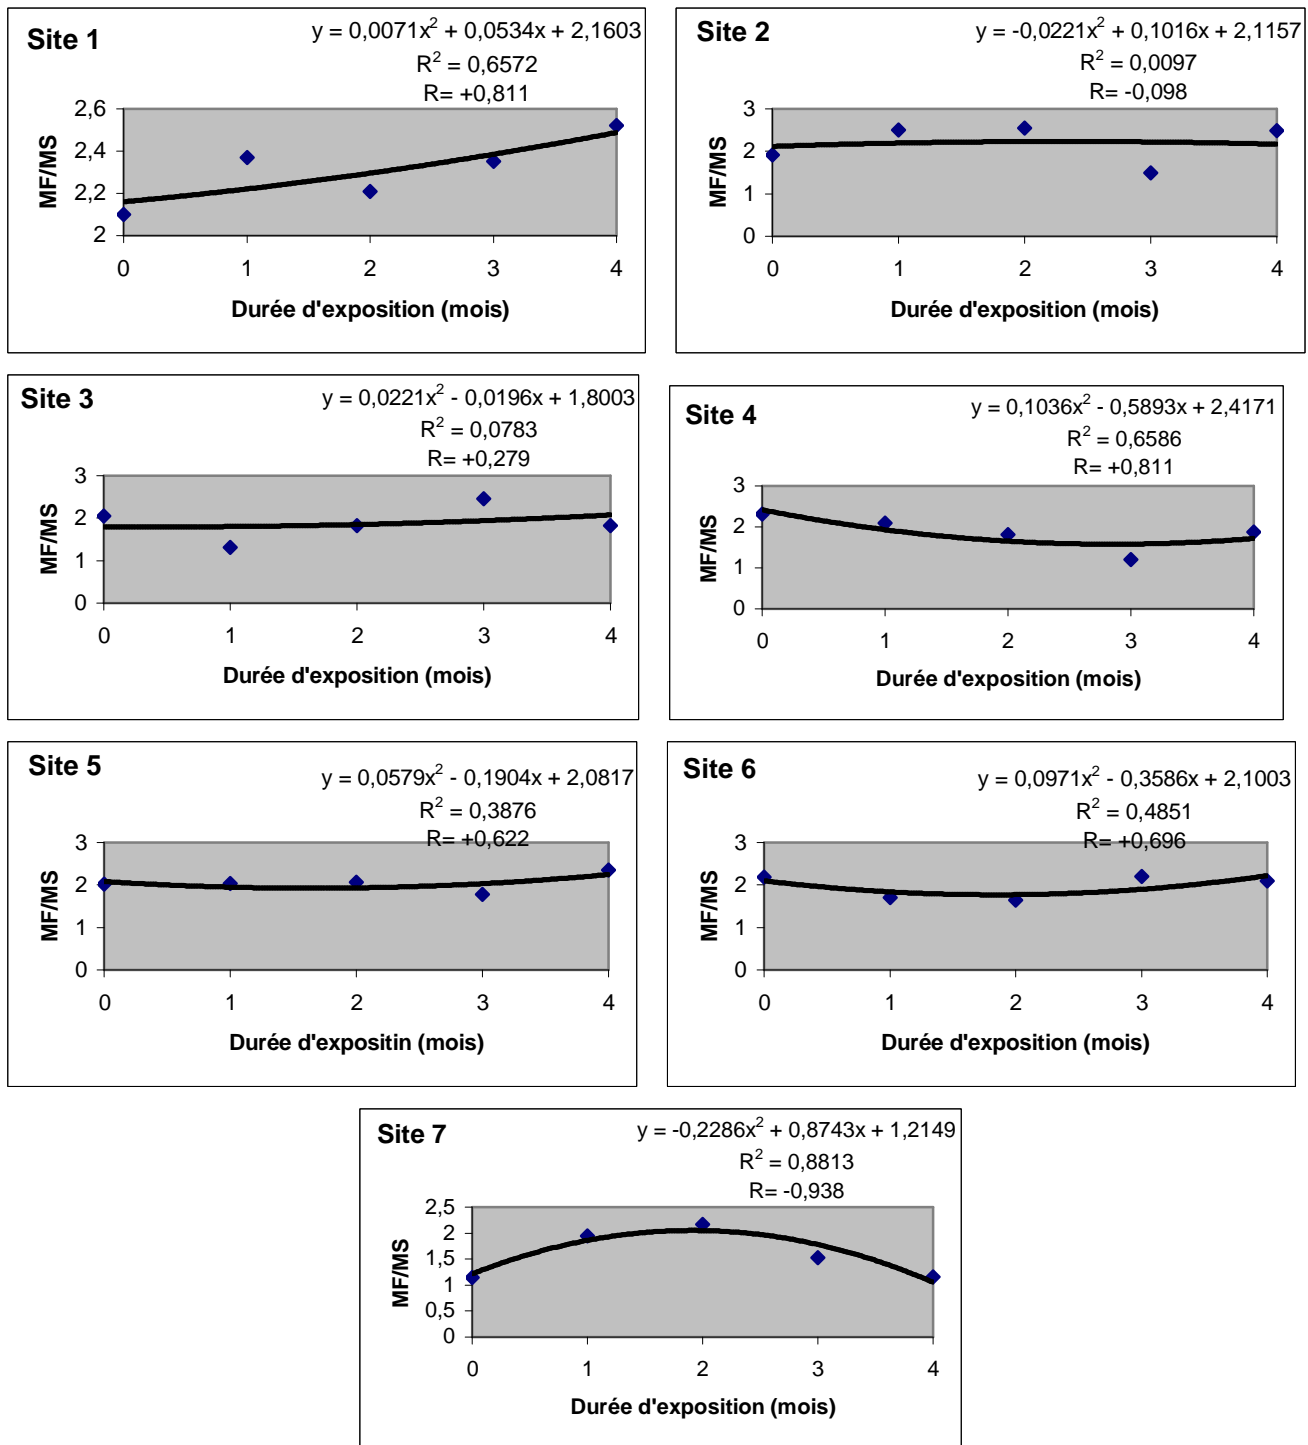 Site 1
y = 0,0071x² + 0,0534x + 2,1603
R² = 0,6572
R= +0,811
2,6
2,4
2,2
2
MF/MS
0 1 2 3 4
Durée d'exposition (mois)
Site 2
y = -0,0221x² + 0,1016x + 2,1157
R² = 0,0097
R= -0,098
3
2
1
0
MF/MS
0 1 2 3 4
Durée d'exposition (mois)
Site 3
y = 0,0221x² - 0,0196x + 1,8003
R² = 0,0783
R= +0,279
3
2
1
0
MF/MS
0 1 2 3 4
Durée d'exposition (mois)
Site 4
y = 0,1036x² - 0,5893x + 2,4171
R² = 0,6586
R= +0,811
3
2
1
0
MF/MS
0 1 2 3 4
Durée d'exposition (mois)
Site 5
y = 0,0579x² - 0,1904x + 2,0817
R² = 0,3876
R= +0,622
3
2
1
0
MF/MS
0 1 2 3 4
Durée d'expositin (mois)
Site 6
y = 0,0971x² - 0,3586x + 2,1003
R² = 0,4851
R= +0,696
3
2
1
0
MF/MS
0 1 2 3 4
Durée d'exposition (mois)
Site 7
y = -0,2286x² + 0,8743x + 1,2149
R² = 0,8813
R= -0,938
2,5
2
1,5
1
0,5
0
MF/MS
0 1 2 3 4
Durée d'exposition (mois)